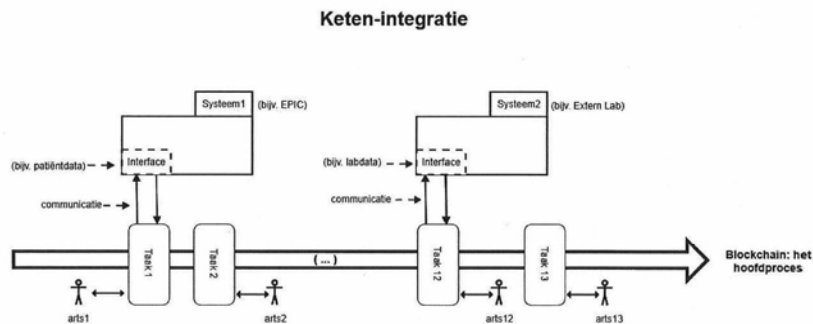 Keten-integratie
Systeem1
(bijv. EPIC)
Systeem2
(bijv. Extern Lab)
(bijv. patiëntdata)
Interface
(bijv. labdata)
Interface
communicatie
communicatie
Taak 1
Taak 2
(...)
Taak 12
Taak 13
Blockchain: het
hoofdproces
arts1
arts2
arts12
arts13